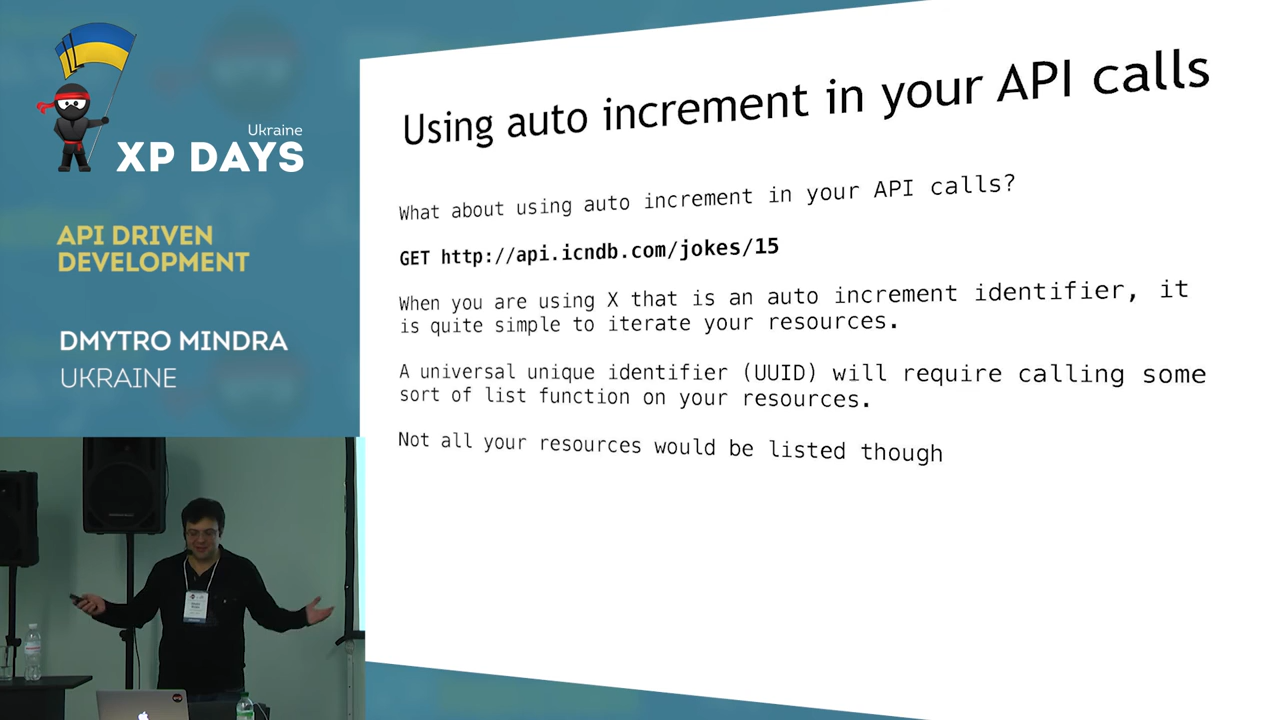 Ukraine
XP DAYS
API DRIVEN
DEVELOPMENT
DMYTRO MINDRA
UKRAINE
Using auto increment in your API calls
What about using auto increment in your API calls?
GET http://api.icndb.com/jokes/15
When you are using X that is an auto increment identifier, it
is quite simple to iterate your resources.
A universal unique identifier (UUID) will require calling some
sort of list function on your resources.
Not all your resources would be listed though